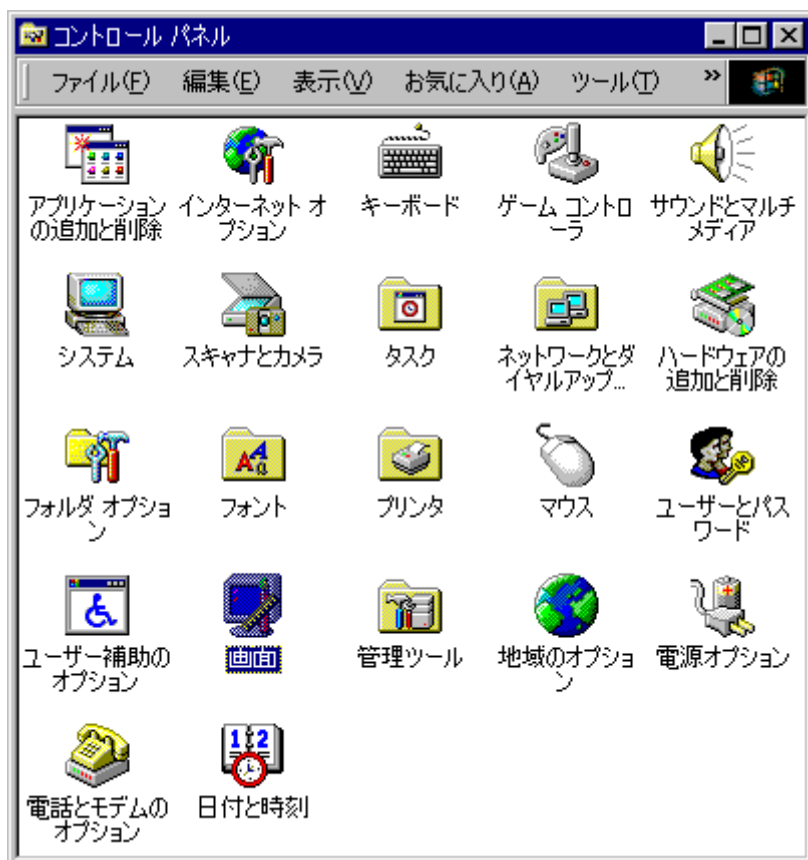 コントロール パネル
ファイル(F) 編集(E) 表示(V) お気に入り(A) ツール(T) »
アプリケーション
の追加と削除
インターネット オ
プション
キーボード
ゲーム コントロ
ーラ
サウンドとマルチ
メディア
システム
スキャナとカメラ
タスク
ネットワークとダ
イヤルアップ...
ハードウェアの
追加と削除
フォルダ オプショ
ン
フォント
プリンタ
マウス
ユーザーとパス
ワード
ユーザー補助の
オプション
画面
管理ツール
地域のオプショ
ン
電源オプション
電話とモデムの
オプション
日付と時刻